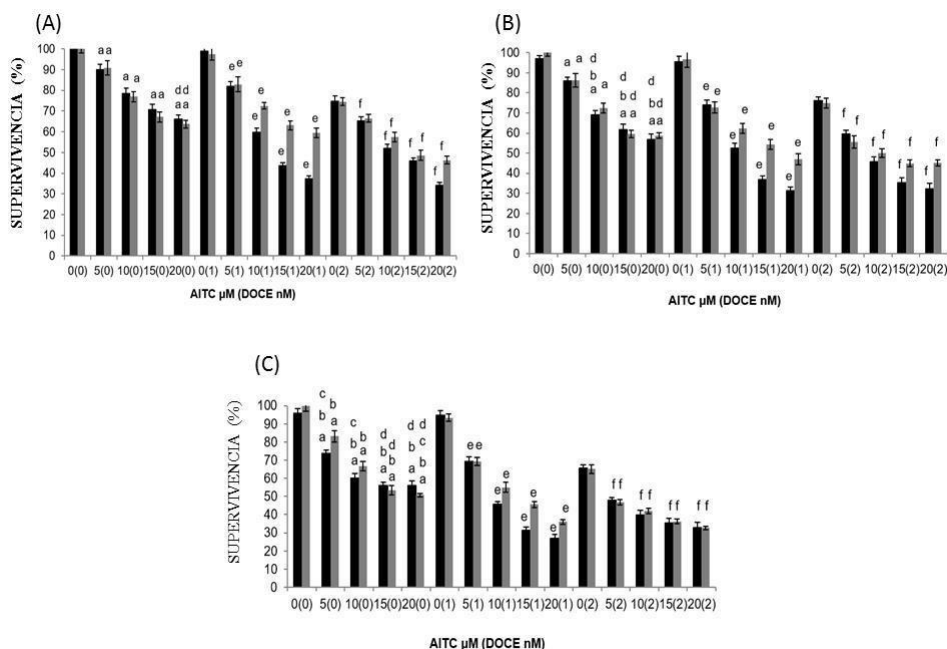 (A)
SUPERVIVENCIA (%)
100
90
80
70
60
50
40
30
20
10
0
a a
a a
a a
d d
a a
e e
e e
e e
e e
f f
f f
f f
f f
0(0) 5(0) 10(0) 15(0) 20(0) 0(1) 5(1) 10(1) 15(1) 20(1) 0(2) 5(2) 10(2) 15(2) 20(2)
AITC µM (DOCE nM)
(B)
SUPERVIVENCIA (%)
100
90
80
70
60
50
40
30
20
10
0
a a
d
b
a a
d
b d
a a
d
b d
a a
e e
e e
e e
e e
f f
f f
f f
f f
0(0) 5(0) 10(0) 15(0) 20(0) 0(1) 5(1) 10(1) 15(1) 20(1) 0(2) 5(2) 10(2) 15(2) 20(2)
AITC µM (DOCE nM)
(C)
SUPERVIVENCIA (%)
100
90
80
70
60
50
40
30
20
10
0
c
b b
a a
c
b b
a a
d d
b b
a a
d d
b c
a b
a
e e
e e
e e
e e
f f
f f
f f
f f
0(0) 5(0) 10(0) 15(0) 20(0) 0(1) 5(1) 10(1) 15(1) 20(1) 0(2) 5(2) 10(2) 15(2) 20(2)
AITC µM (DOCE nM)